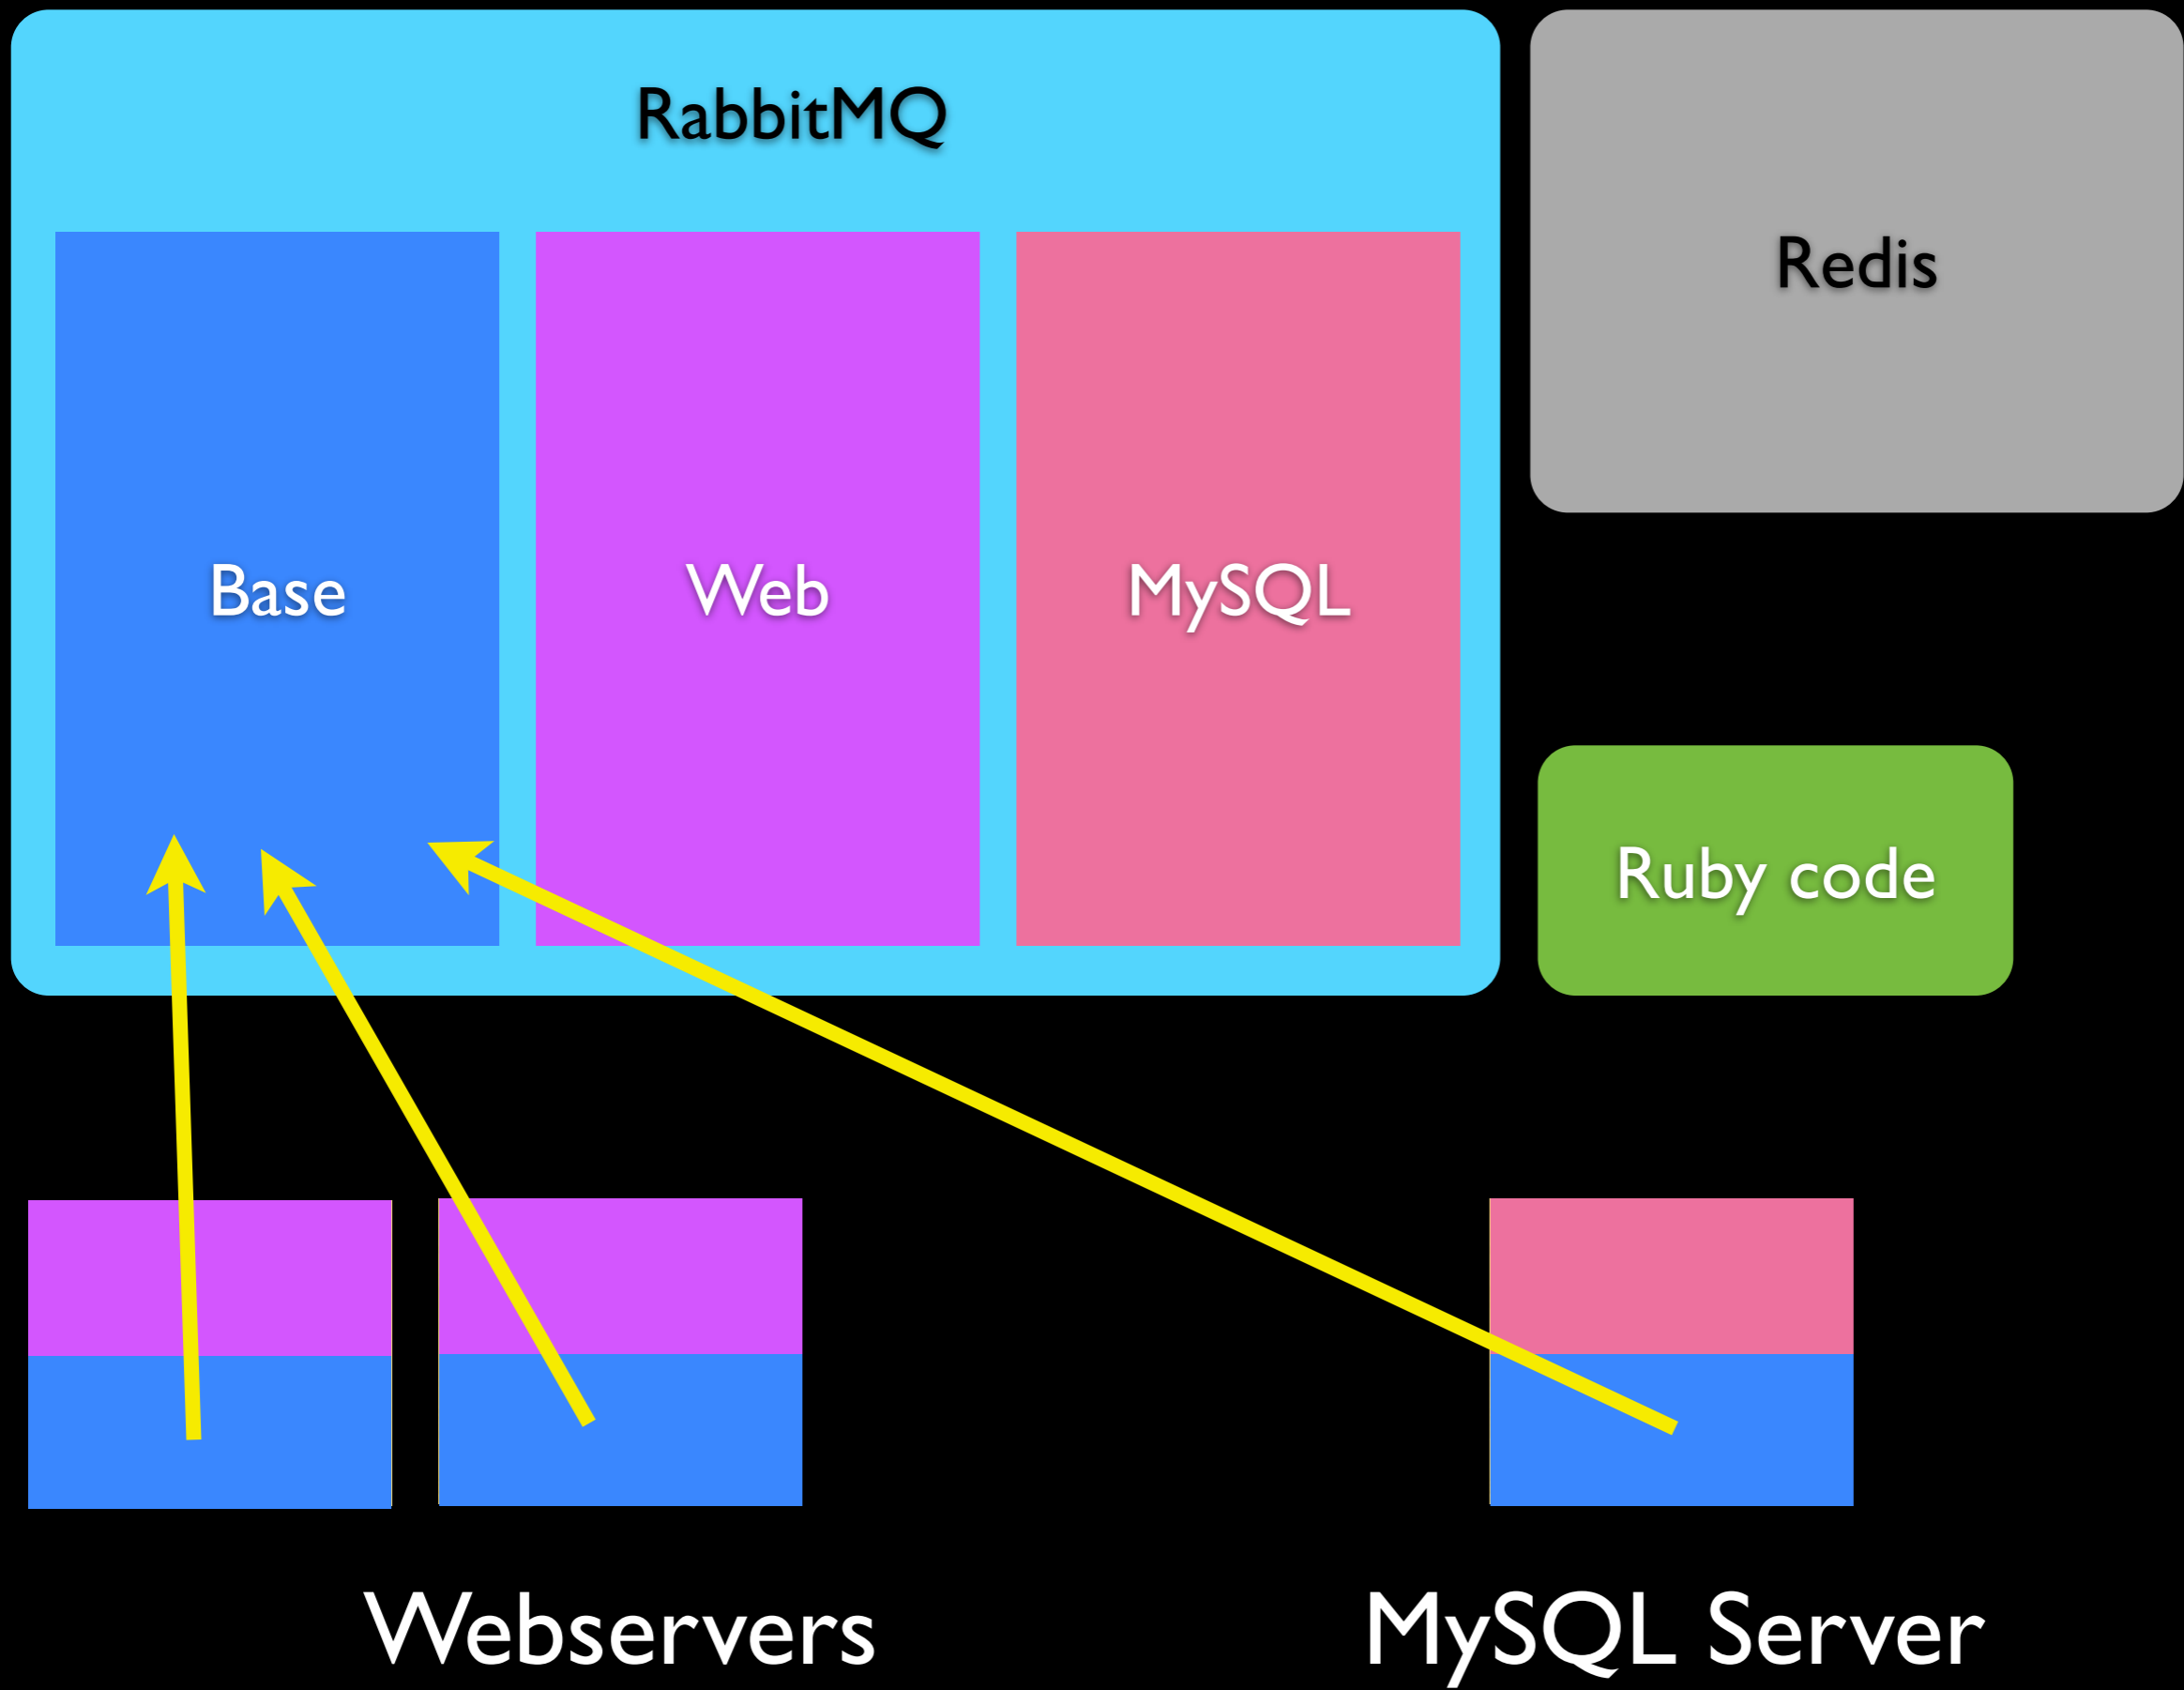 RabbitMQ
Redis
Base
Web
MySQL
Ruby code
Webservers
MySQL Server